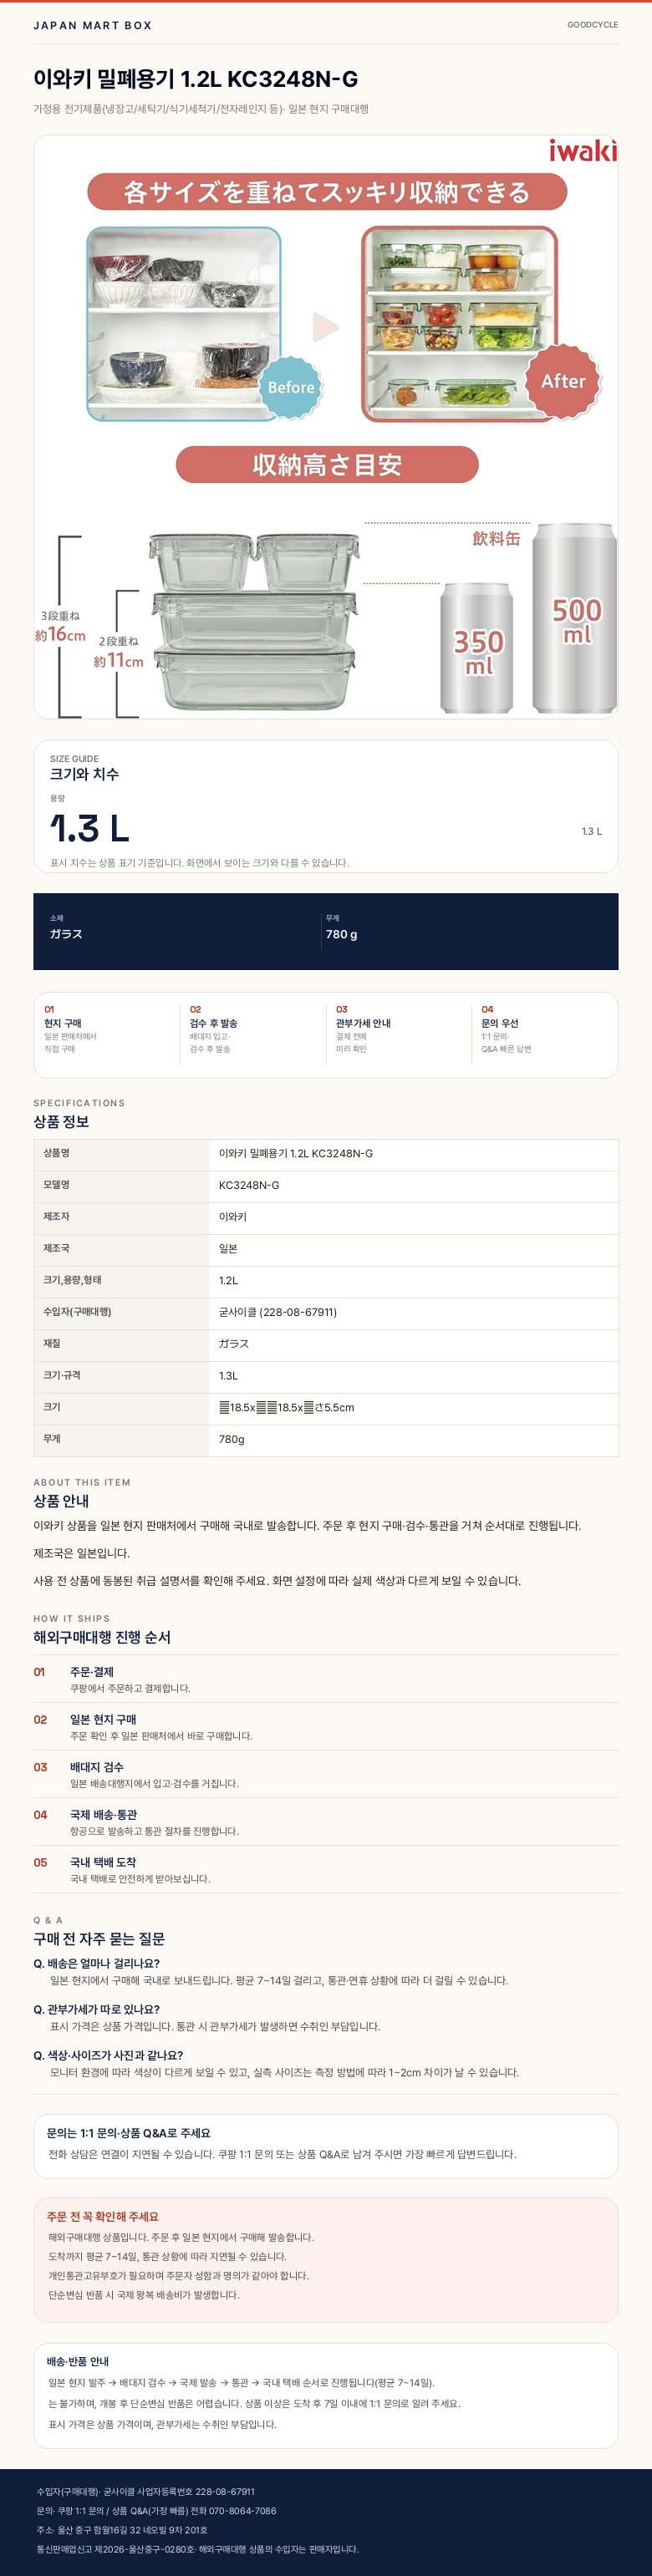 JAPAN MART BOX
GOODCYCLE
이와키 밀폐용기 1.2L KC3248N-G
가정용 전기제품(냉장고/세탁기/식기세척기/전자레인지 등)· 일본 현지 구매대행
iwaki
各サイズを重ねてスッキリ収納できる
Before
After
収納高さ目安
飲料缶
3段重ね
約16cm
2段重ね
約11cm
350
ml
500
ml
SIZE GUIDE
크기와 치수
용량
1.3 L
1.3 L
표시 치수는 상품 표기 기준입니다. 화면에서 보이는 크기와 다를 수 있습니다.
소재
ガラス
무게
780 g
01
현지 구매
일본 판매처에서
직접 구매
02
검수 후 발송
배대지 입고·
검수 후 발송
03
관부가세 안내
결제 전에
미리 확인
04
문의 우선
1:1 문의·
Q&A 빠른 답변
SPECIFICATIONS
상품 정보
상품명 이와키 밀폐용기 1.2L KC3248N-G
모델명 KC3248N-G
제조자 이와키
제조국 일본
크기,용량,형태 1.2L
수입자(구매대행) 굳사이클 (228-08-67911)
재질 ガラス
크기·규격 1.3L
크기 18.5x 18.5x さ5.5cm
무게 780g
ABOUT THIS ITEM
상품 안내
이와키 상품을 일본 현지 판매처에서 구매해 국내로 발송합니다. 주문 후 현지 구매·검수·통관을 거쳐 순서대로 진행됩니다.
제조국은 일본입니다.
사용 전 상품에 동봉된 취급 설명서를 확인해 주세요. 화면 설정에 따라 실제 색상과 다르게 보일 수 있습니다.
HOW IT SHIPS
해외구매대행 진행 순서
01 주문·결제
쿠팡에서 주문하고 결제합니다.
02 일본 현지 구매
주문 확인 후 일본 판매처에서 바로 구매합니다.
03 배대지 검수
일본 배송대행지에서 입고·검수를 거칩니다.
04 국제 배송·통관
항공으로 발송하고 통관 절차를 진행합니다.
05 국내 택배 도착
국내 택배로 안전하게 받아보십니다.
Q & A
구매 전 자주 묻는 질문
Q. 배송은 얼마나 걸리나요?
일본 현지에서 구매해 국내로 보내드립니다. 평균 7~14일 걸리고, 통관·연휴 상황에 따라 더 걸릴 수 있습니다.
Q. 관부가세가 따로 있나요?
표시 가격은 상품 가격입니다. 통관 시 관부가세가 발생하면 수취인 부담입니다.
Q. 색상·사이즈가 사진과 같나요?
모니터 환경에 따라 색상이 다르게 보일 수 있고, 실측 사이즈는 측정 방법에 따라 1~2cm 차이가 날 수 있습니다.
문의는 1:1 문의·상품 Q&A로 주세요
전화 상담은 연결이 지연될 수 있습니다. 쿠팡 1:1 문의 또는 상품 Q&A로 남겨 주시면 가장 빠르게 답변드립니다.
주문 전 꼭 확인해 주세요
해외구매대행 상품입니다. 주문 후 일본 현지에서 구매해 발송합니다.
도착까지 평균 7~14일, 통관 상황에 따라 지연될 수 있습니다.
개인통관고유부호가 필요하며 주문자 성함과 명의가 같아야 합니다.
단순변심 반품 시 국제 왕복 배송비가 발생합니다.
배송·반품 안내
일본 현지 발주 → 배대지 검수 → 국제 발송 → 통관 → 국내 택배 순서로 진행됩니다(평균 7~14일).
는 불가하며, 개봉 후 단순변심 반품은 어렵습니다. 상품 이상은 도착 후 7일 이내에 1:1 문의로 알려 주세요.
표시 가격은 상품 가격이며, 관부가세는 수취인 부담입니다.
수입자(구매대행)· 굳사이클 사업자등록번호 228-08-67911
문의· 쿠팡 1:1 문의 / 상품 Q&A(가장 빠름) 전화 070-8064-7086
주소· 울산 중구 함월16길 32 네오빌 9차 201호
통신판매업신고 제2026-울산중구-0280호· 해외구매대행 상품의 수입자는 판매자입니다.